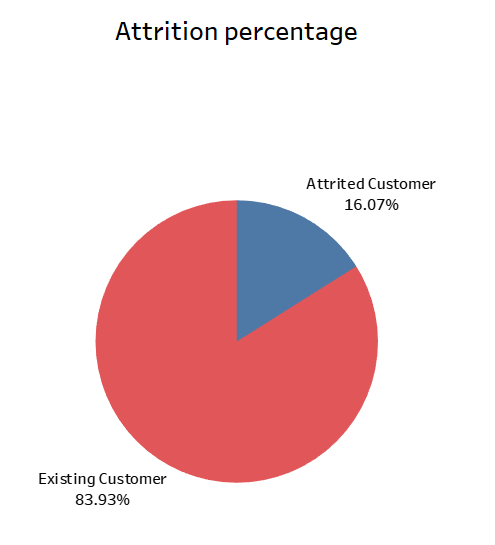 Attrition percentage
Attrited Customer
16.07%
Existing Customer
83.93%